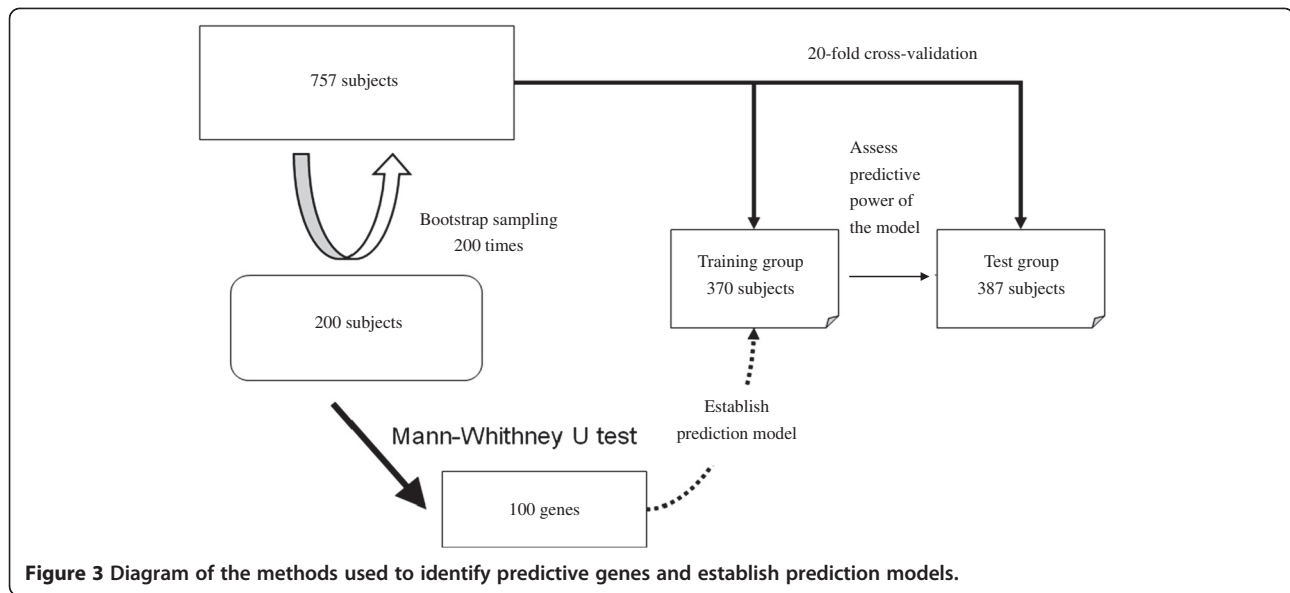 757 subjects
20-fold cross-validation
Bootstrap sampling
200 times
Assess
predictive
power of
the model
Training group
370 subjects
Test group
387 subjects
200 subjects
Mann-Whithney U test
Establish
prediction model
100 genes
Figure 3 Diagram of the methods used to identify predictive genes and establish prediction models.